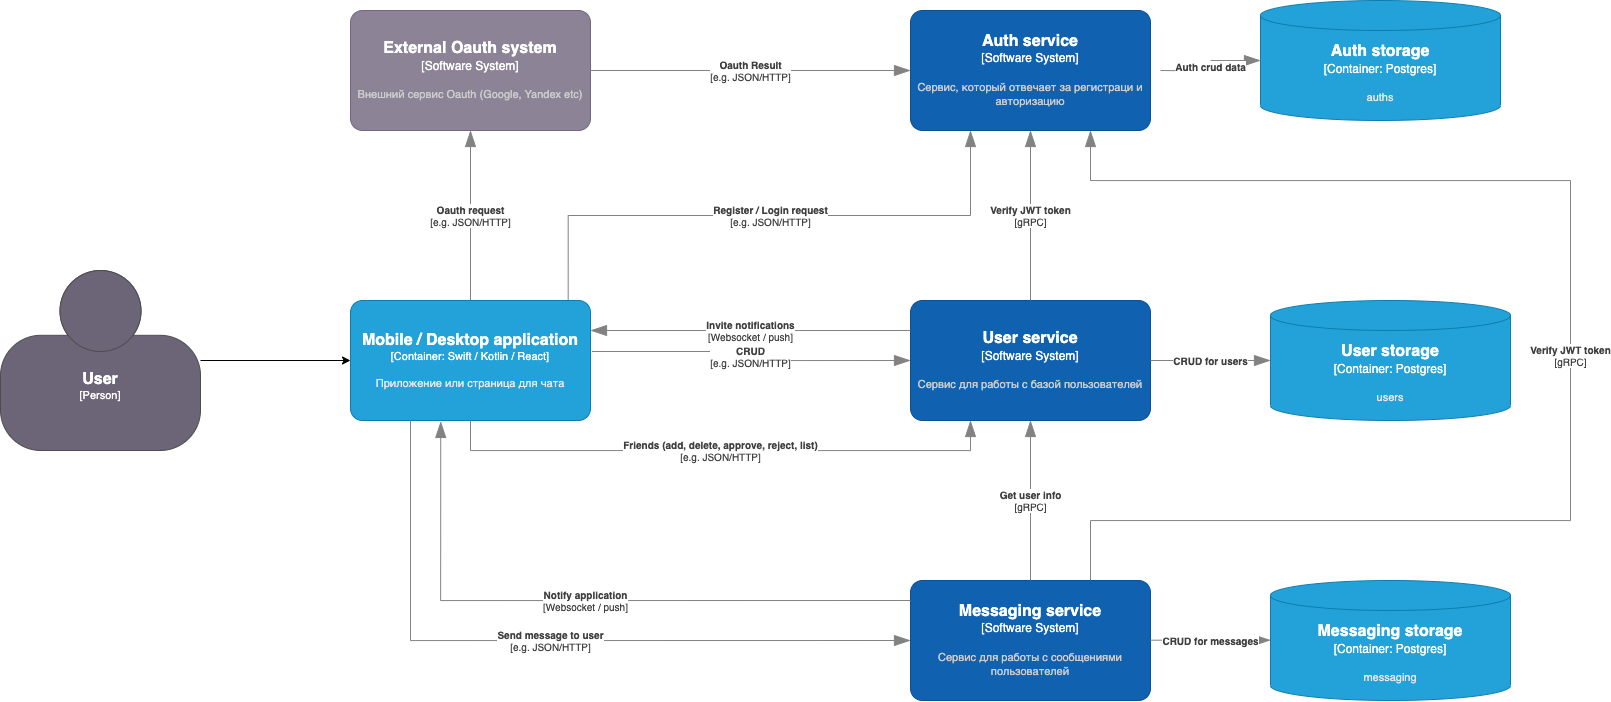 External Oauth system
[Software System]
Внешний сервис Oauth (Google, Yandex etc)
Oauth Result
[e.g. JSON/HTTP]
Auth service
[Software System]
Сервис, который отвечает за регистраци и
авторизацию
Auth crud data
Auth storage
[Container: Postgres]
auths
Oauth request
[e.g. JSON/HTTP]
Register / Login request
[e.g. JSON/HTTP]
Verify JWT token
[gRPC]
User
[Person]
Mobile / Desktop application
[Container: Swift / Kotlin / React]
Приложение или страница для чата
Invite notifications
[Websocket / push]
CRUD
[e.g. JSON/HTTP]
User service
[Software System]
Сервис для работы с базой пользователей
CRUD for users
User storage
[Container: Postgres]
users
Verify JWT token
[gRPC]
Friends (add, delete, approve, reject, list)
[e.g. JSON/HTTP]
Get user info
[gRPC]
Notify application
[Websocket / push]
Send message to user
[e.g. JSON/HTTP]
Messaging service
[Software System]
Сервис для работы с сообщениями
пользователей
CRUD for messages
Messaging storage
[Container: Postgres]
messaging